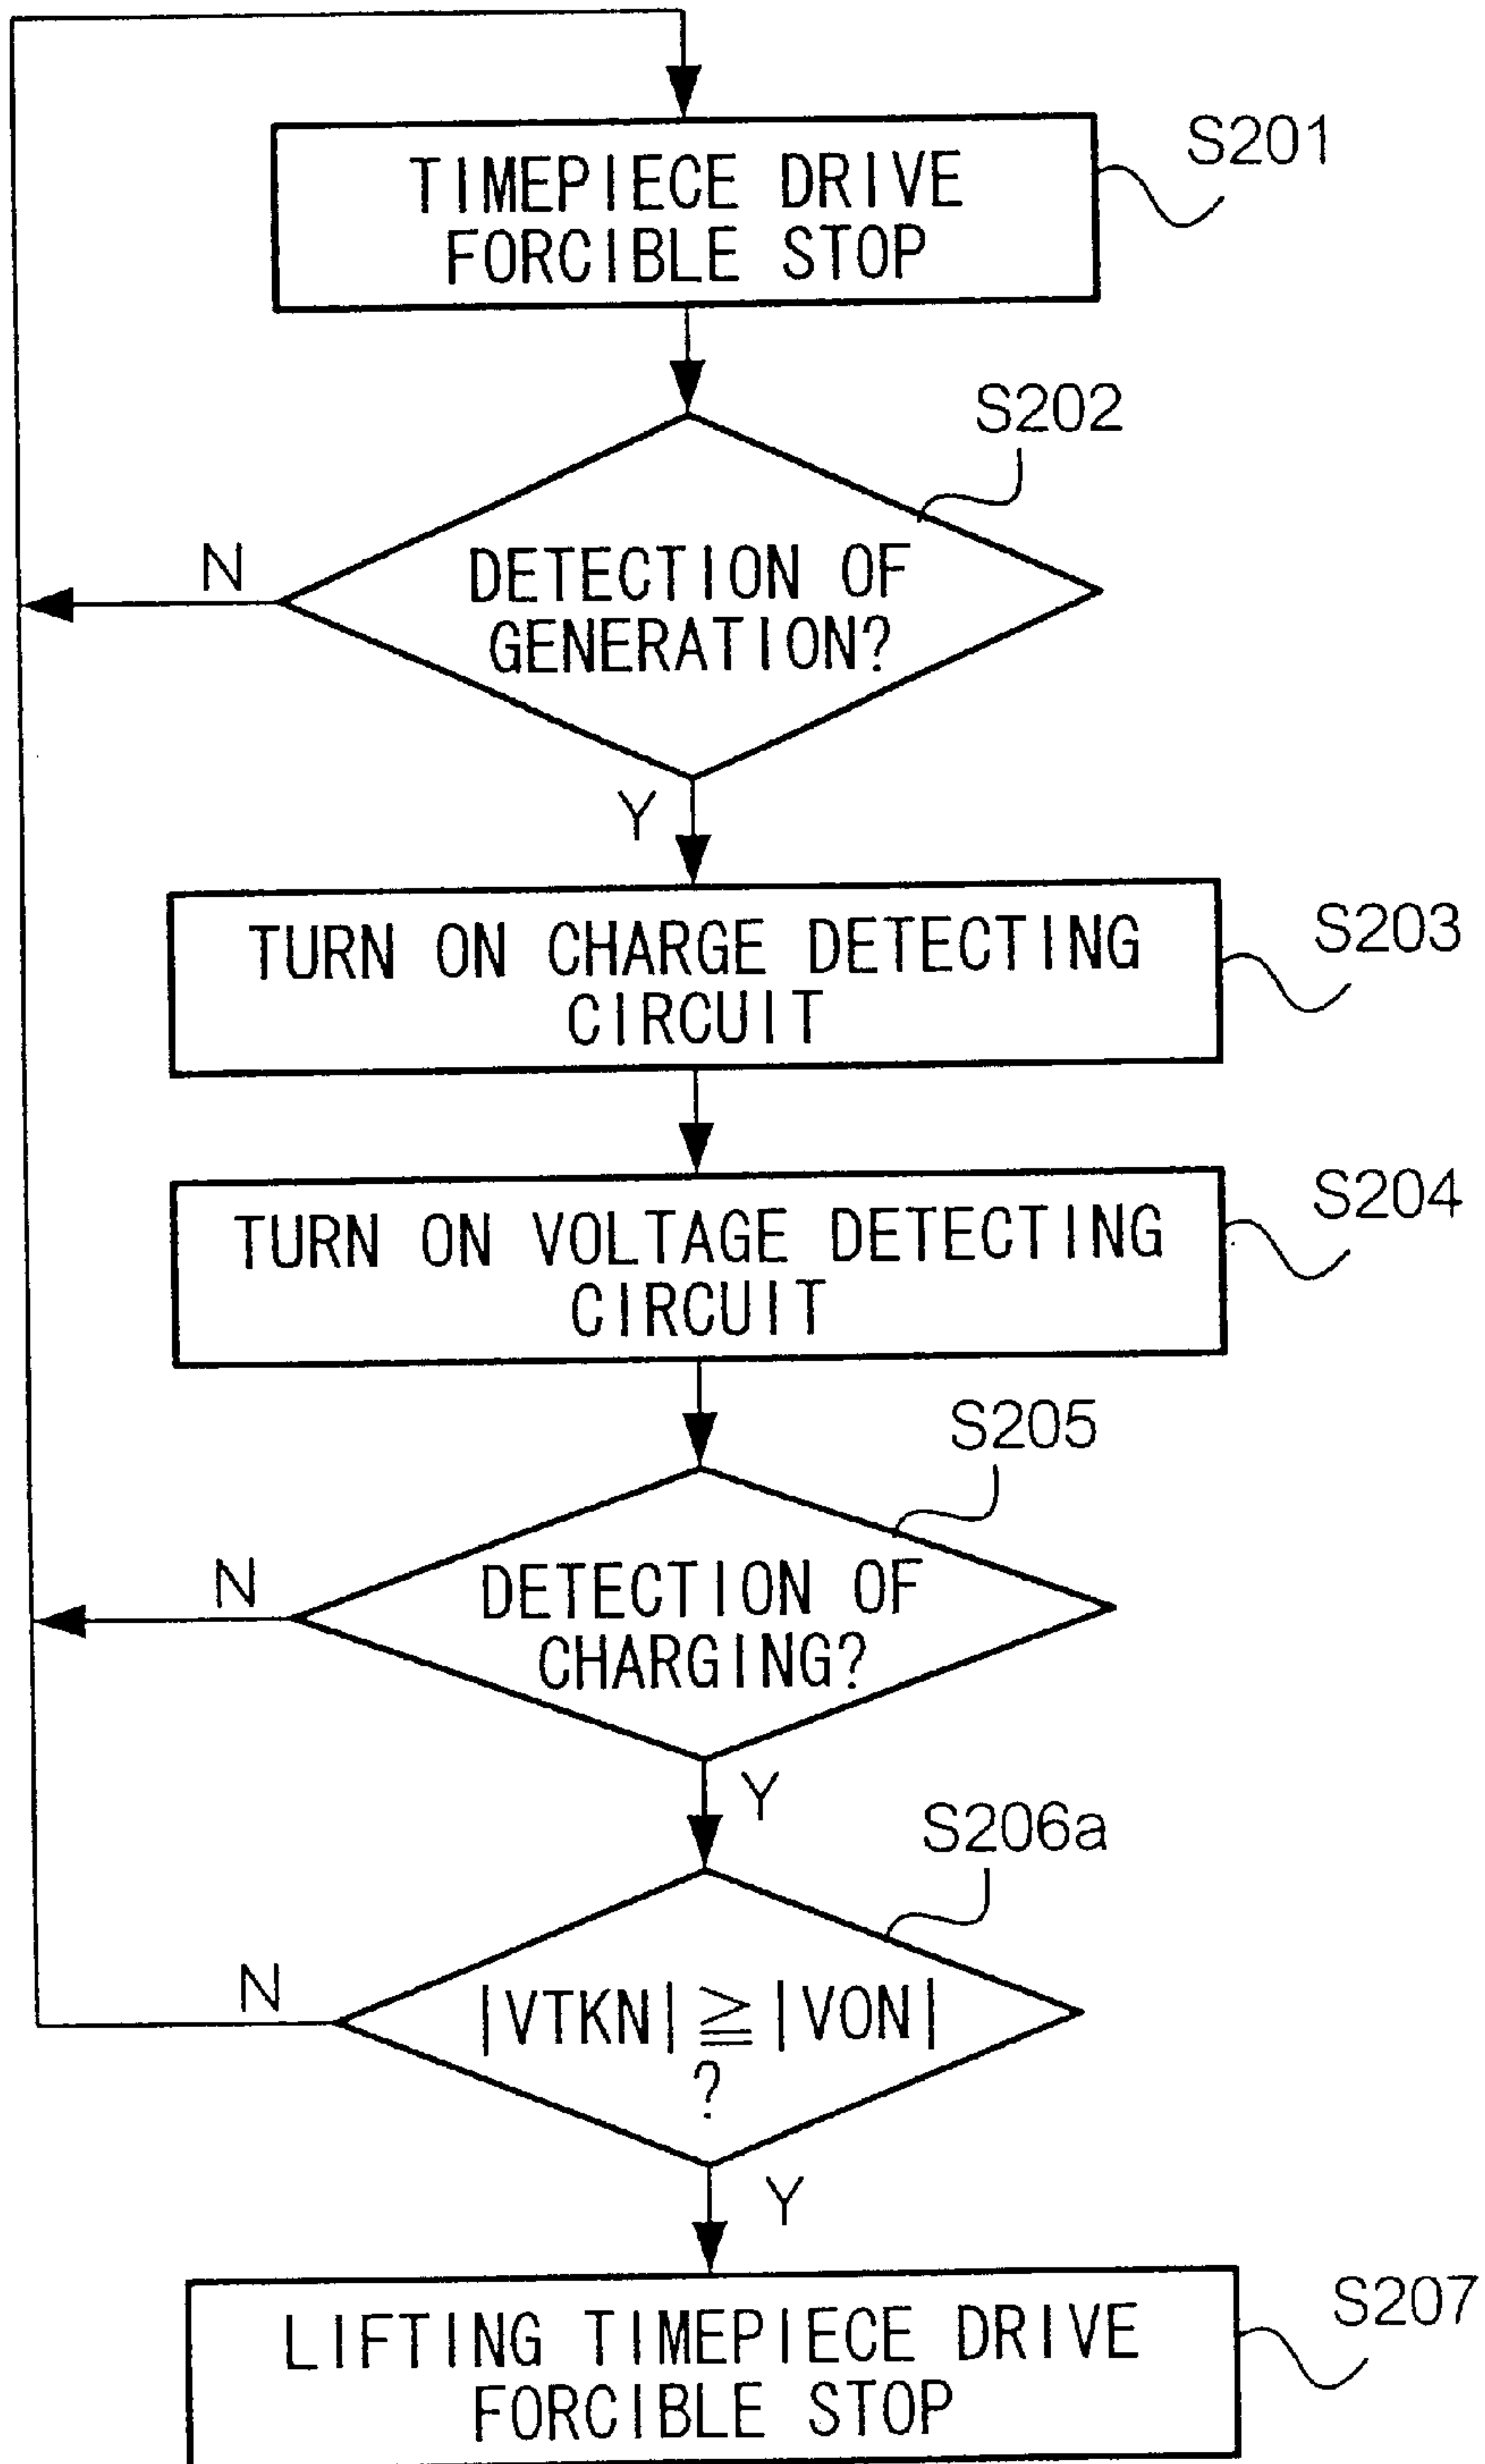 S201
TIMEPIECE DRIVE
FORCIBLE STOP
S202
N
DETECTION OF
GENERATION?
Y
S203
TURN ON CHARGE DETECTING
CIRCUIT
S204
TURN ON VOLTAGE DETECTING
CIRCUIT
S205
N
DETECTION OF
CHARGING?
Y
S206a
N
|VTKN| ≧ |VON|
?
Y
S207
LIFTING TIMEPIECE DRIVE
FORCIBLE STOP